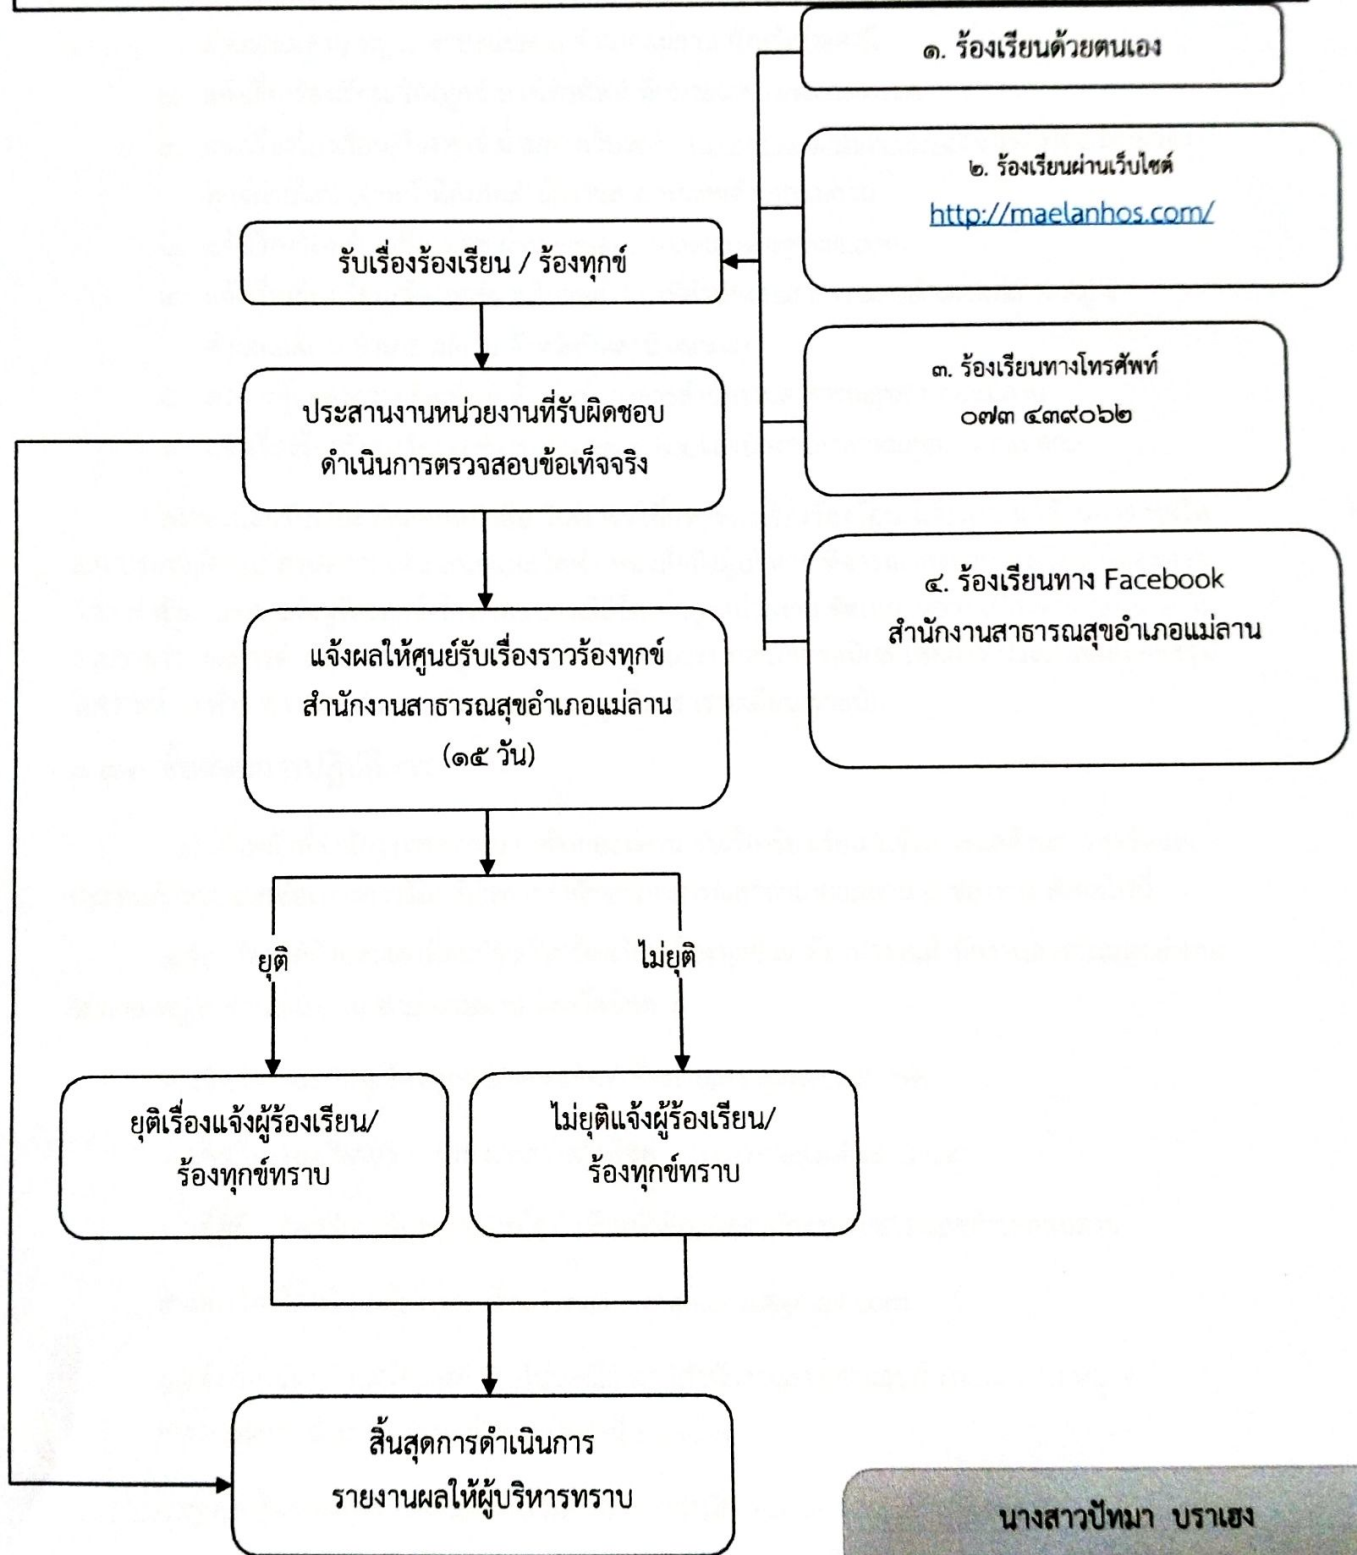 ๑. ร้องเรียนด้วยตนเอง
๒. ร้องเรียนผ่านเว็บไซต์
http://maelanhos.com/
รับเรื่องร้องเรียน / ร้องทุกข์
๓. ร้องเรียนทางโทรศัพท์
๐๗๓ ๔๓๙๐๖๒
ประสานงานหน่วยงานที่รับผิดชอบ
ดำเนินการตรวจสอบข้อเท็จจริง
๔. ร้องเรียนทาง Facebook
สำนักงานสาธารณสุขอำเภอแม่ลาน
แจ้งผลให้ศูนย์รับเรื่องราวร้องทุกข์
สำนักงานสาธารณสุขอำเภอแม่ลาน
(๑๕ วัน)
ยุติ
ไม่ยุติ
ยุติเรื่องแจ้งผู้ร้องเรียน/
ร้องทุกข์ทราบ
ไม่ยุติแจ้งผู้ร้องเรียน/
ร้องทุกข์ทราบ
สิ้นสุดการดำเนินการ
รายงานผลให้ผู้บริหารทราบ
นางสาวปัทมา บราเฮง